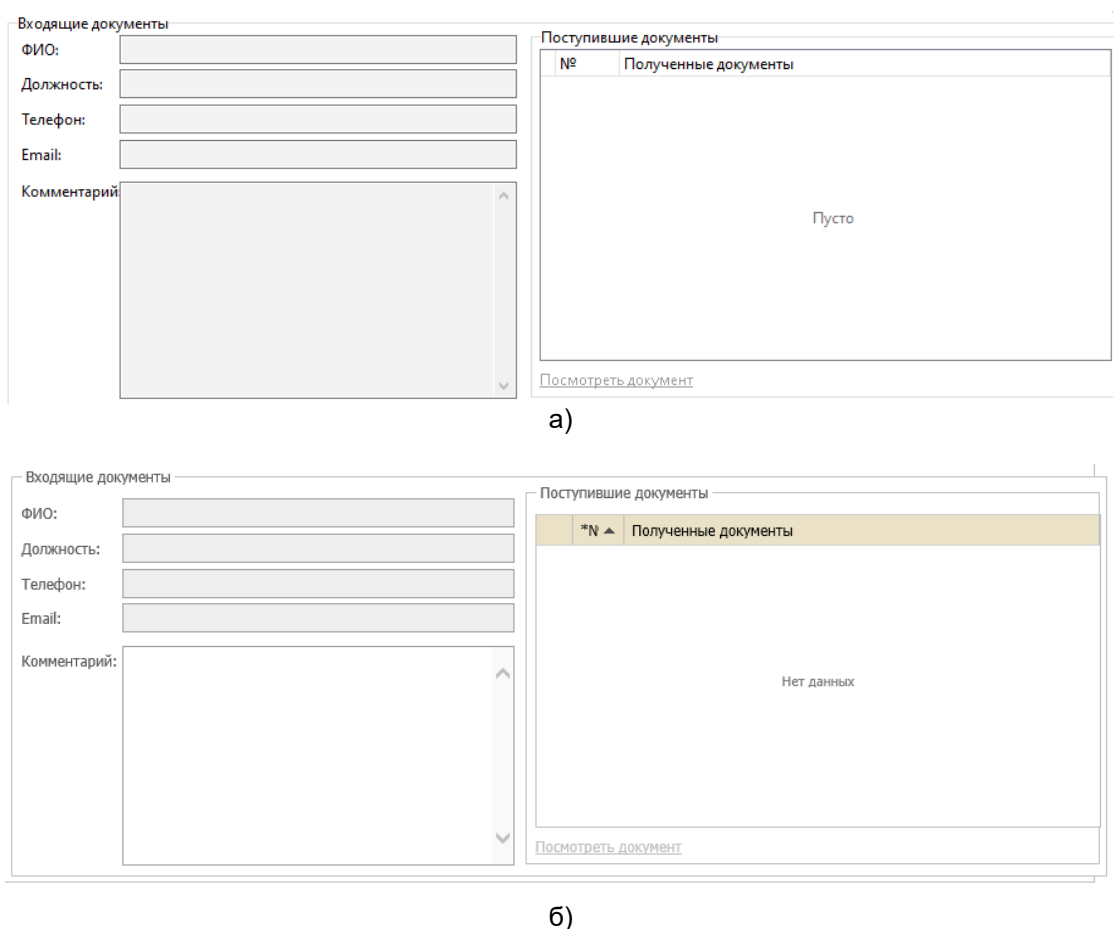 Входящие документы
ФИО:
Должность:
Телефон:
Email:
Комментарий:
Поступившие документы
№ Полученные документы
Пусто
Посмотреть документ
а)
Входящие документы
ФИО:
Должность:
Телефон:
Email:
Комментарий:
Поступившие документы
*№ Полученные документы
Нет данных
Посмотреть документ
б)